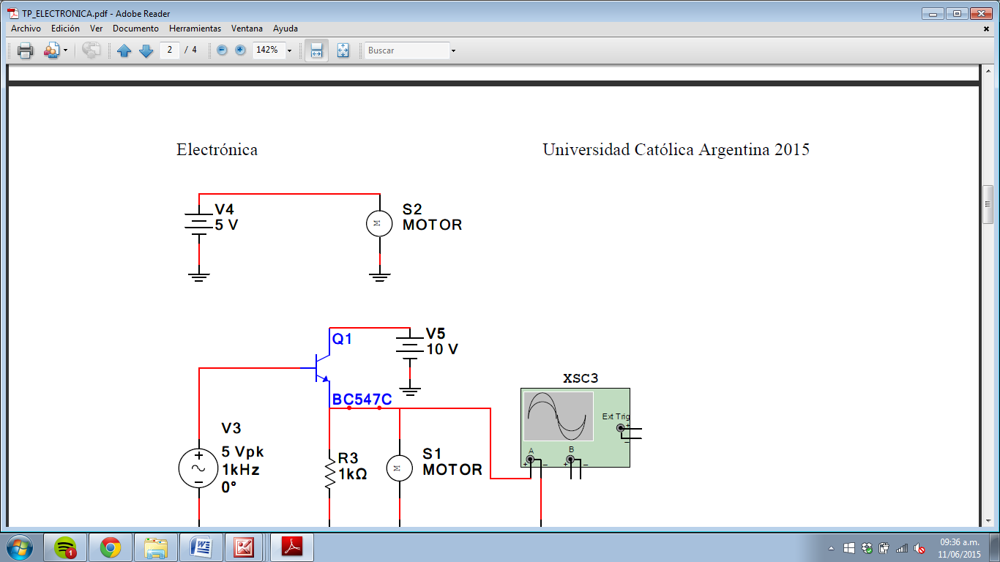 TP_ELECTRONICA.pdf - Adobe Reader
Archivo Edición Ver Documento Herramientas Ventana Ayuda
2 / 4 142% Buscar
Electrónica Universidad Católica Argentina 2015
V4
5 V
S2
MOTOR
M
Q1
V5
10 V
BC547C
XSC3
Ext Trig
+
−
A
B
+ − + −
V3
5 Vpk
1kHz
0°
+
−
R3
1kΩ
S1
MOTOR
M
1
W
09:36 a.m.
11/06/2015